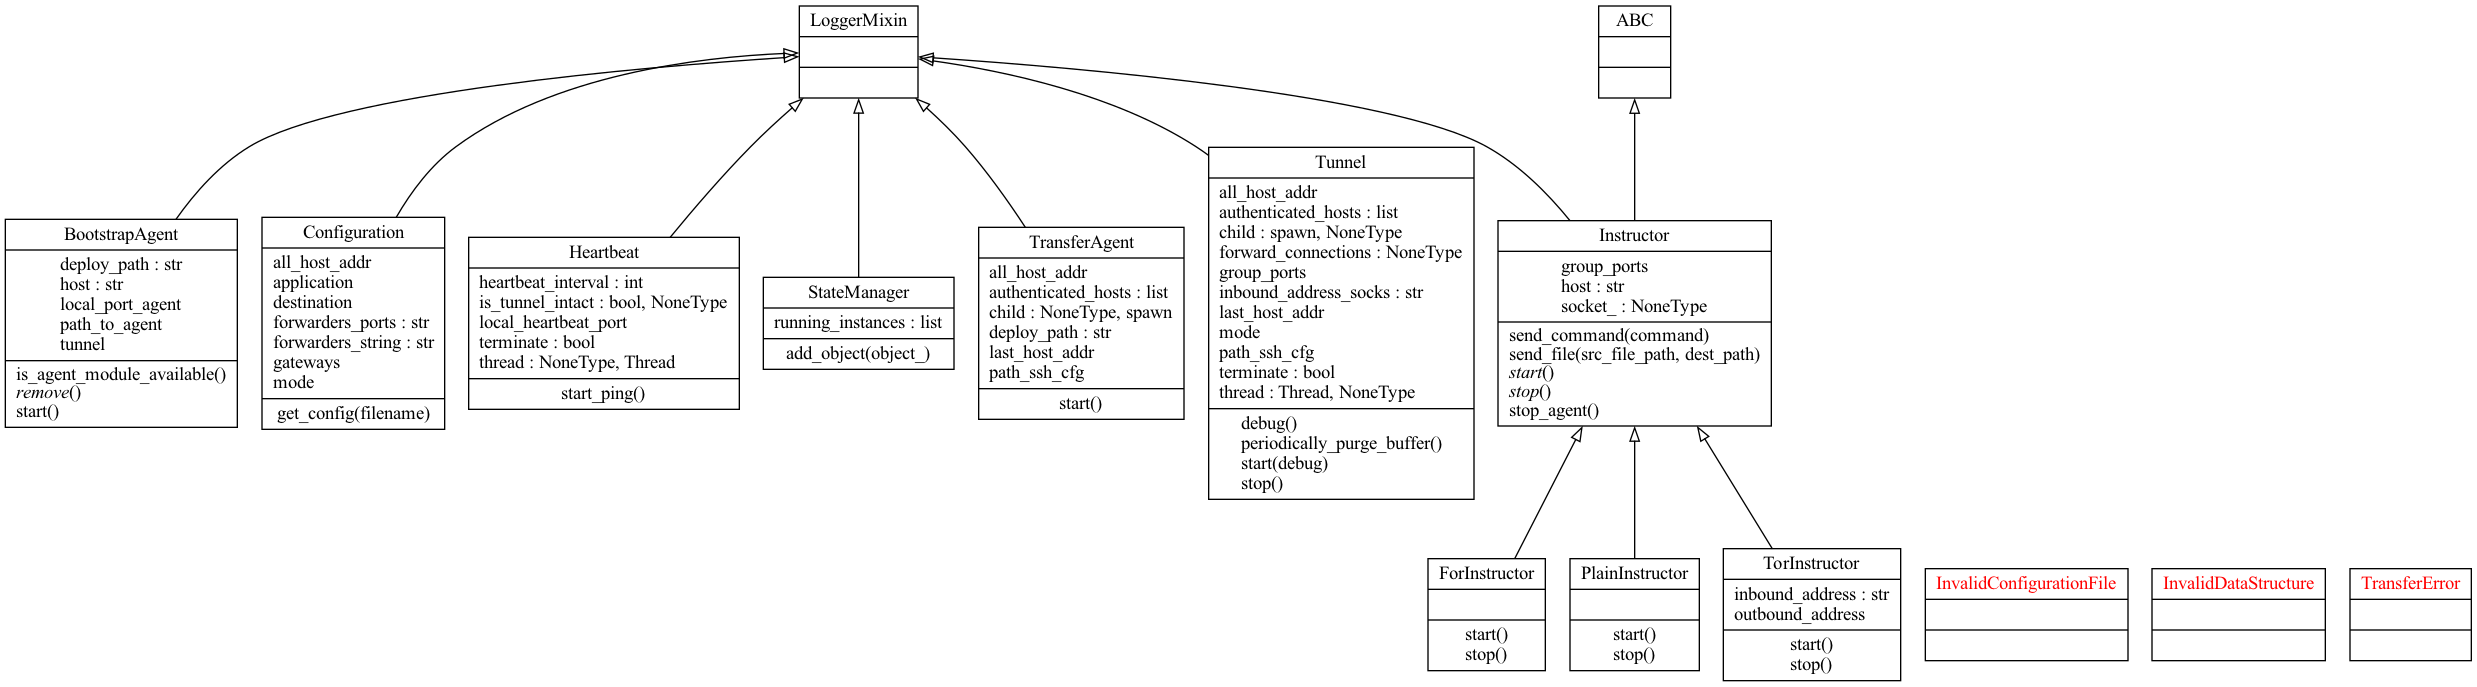 LoggerMixin
ABC
BootstrapAgent
deploy_path : str
host : str
local_port_agent
path_to_agent
tunnel
is_agent_module_available()
remove()
start()
Configuration
all_host_addr
application
destination
forwarders_ports : str
forwarders_string : str
gateways
mode
get_config(filename)
Heartbeat
heartbeat_interval : int
is_tunnel_intact : bool, NoneType
local_heartbeat_port
terminate : bool
thread : NoneType, Thread
start_ping()
StateManager
running_instances : list
add_object(object_)
TransferAgent
all_host_addr
authenticated_hosts : list
child : NoneType, spawn
deploy_path : str
last_host_addr
path_ssh_cfg
start()
Tunnel
all_host_addr
authenticated_hosts : list
child : spawn, NoneType
forward_connections : NoneType
group_ports
inbound_address_socks : str
last_host_addr
mode
path_ssh_cfg
terminate : bool
thread : Thread, NoneType
debug()
periodically_purge_buffer()
start(debug)
stop()
Instructor
group_ports
host : str
socket_ : NoneType
send_command(command)
send_file(src_file_path, dest_path)
start()
stop()
stop_agent()
ForInstructor
start()
stop()
PlainInstructor
start()
stop()
TorInstructor
inbound_address : str
outbound_address
start()
stop()
InvalidConfigurationFile
InvalidDataStructure
TransferError